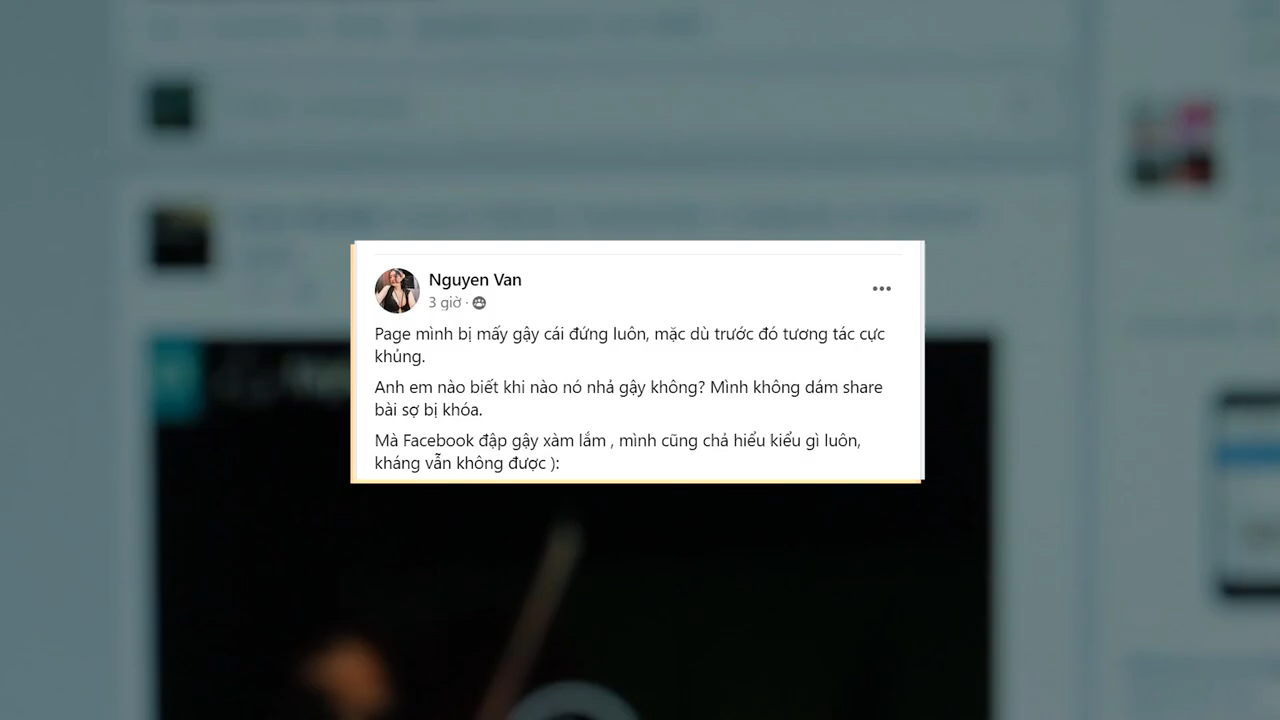 Nguyen Van
3 giờ ·
Page mình bị mấy gậy cái đứng luôn, mặc dù trước đó tương tác cực
khủng.
Anh em nào biết khi nào nó nhả gậy không? Mình không dám share
bài sợ bị khóa.
Mà Facebook đập gậy xàm lắm , mình cũng chả hiểu kiểu gì luôn,
kháng vẫn không được ):